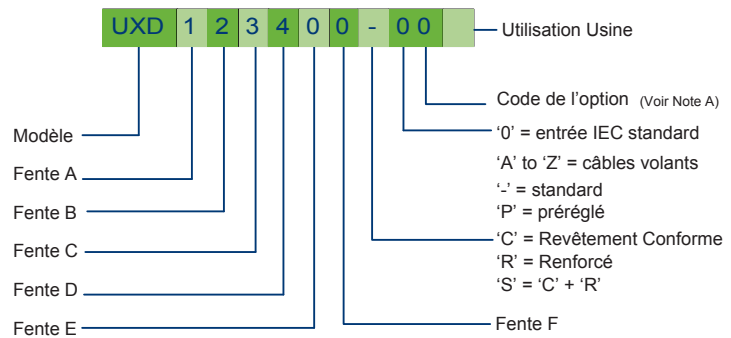 UXD 1 2 3 4 0 0 - 0 0
Utilisation Usine
Code de l'option (Voir Note A)
'0' = entrée IEC standard
'A' to 'Z' = câbles volants
'-' = standard
'P' = préréglé
'C' = Revêtement Conforme
'R' = Renforcé
'S' = 'C' + 'R'
Fente F
Modèle
Fente A
Fente B
Fente C
Fente D
Fente E